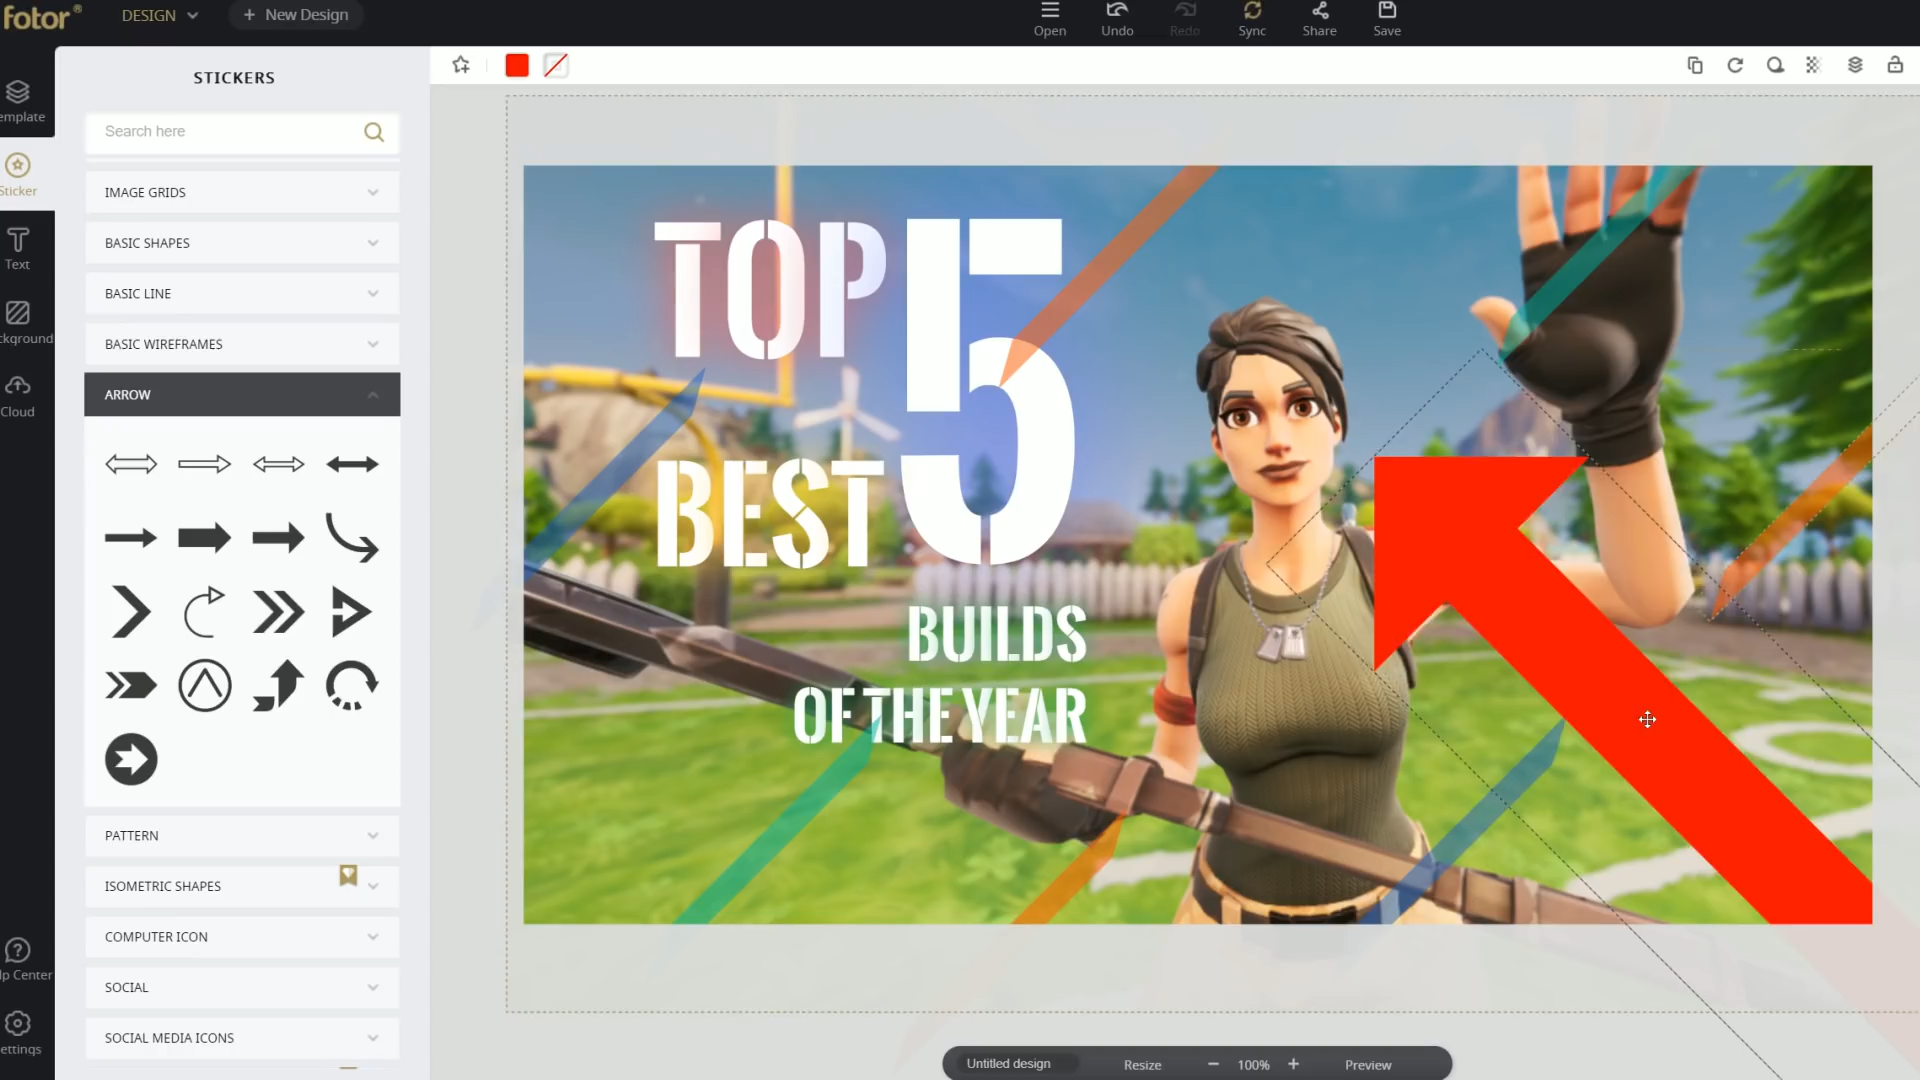 fotor®
DESIGN
+ New Design
Open
Undo
Redo
Sync
Share
Save
emplate
Sticker
Text
ckground
Cloud
lp Center
ettings
STICKERS
Search here
IMAGE GRIDS
BASIC SHAPES
BASIC LINE
BASIC WIREFRAMES
ARROW
PATTERN
ISOMETRIC SHAPES
COMPUTER ICON
SOCIAL
SOCIAL MEDIA ICONS
TOP 5
BEST
BUILDS
OF THE YEAR
Untitled design
Resize
− 100% +
Preview